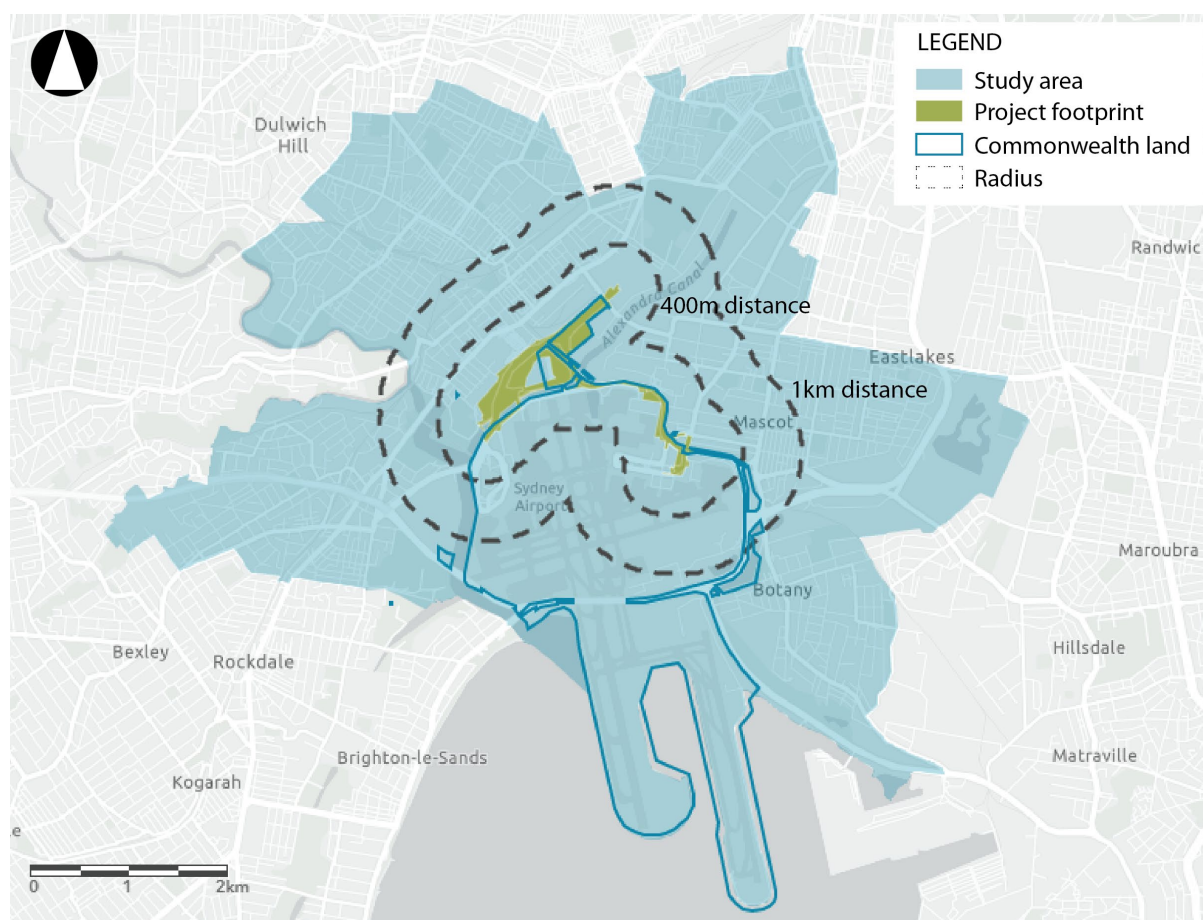 LEGEND
Study area
Project footprint
Commonwealth land
Radius
Dulwich
Hill
Randwic
Alexandra Canal
400m distance
Eastlakes
1km distance
Mascot
Sydney
Airport
Maroubra
Botany
Bexley
Rockdale
Hillsdale
Brighton-le-Sands
Matraville
Kogarah
e
0 1 2km